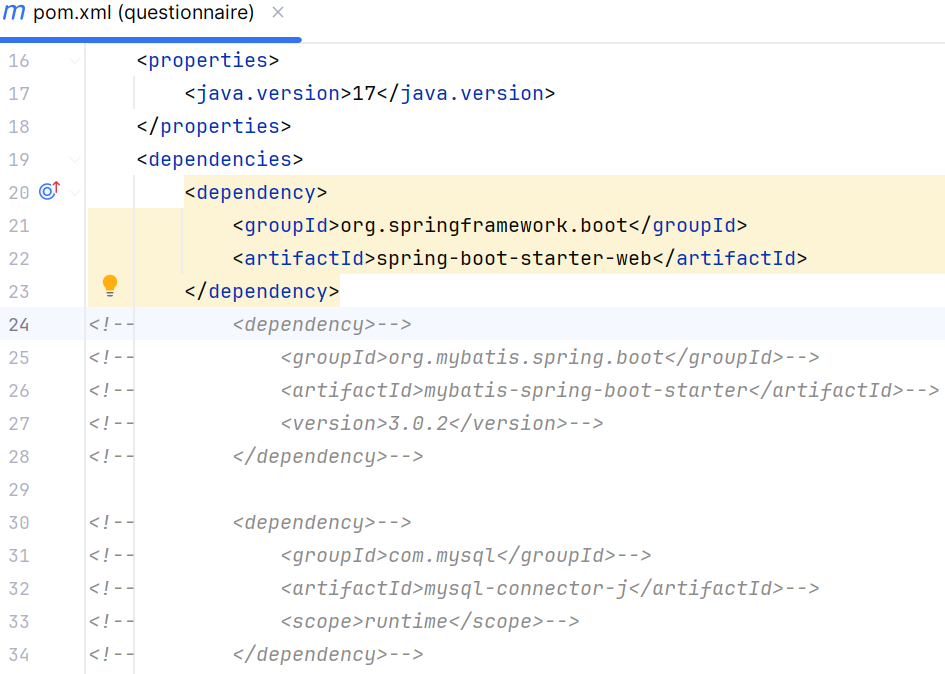 m pom.xml (questionnaire) ×
16 <properties>
17 <java.version>17</java.version>
18 </properties>
19 <dependencies>
20 <dependency>
21 <groupId>org.springframework.boot</groupId>
22 <artifactId>spring-boot-starter-web</artifactId>
23 </dependency>
24 <!-- <dependency>-->
25 <!-- <groupId>org.mybatis.spring.boot</groupId>-->
26 <!-- <artifactId>mybatis-spring-boot-starter</artifactId>-->
27 <!-- <version>3.0.2</version>-->
28 <!-- </dependency>-->
29
30 <!-- <dependency>-->
31 <!-- <groupId>com.mysql</groupId>-->
32 <!-- <artifactId>mysql-connector-j</artifactId>-->
33 <!-- <scope>runtime</scope>-->
34 <!-- </dependency>-->